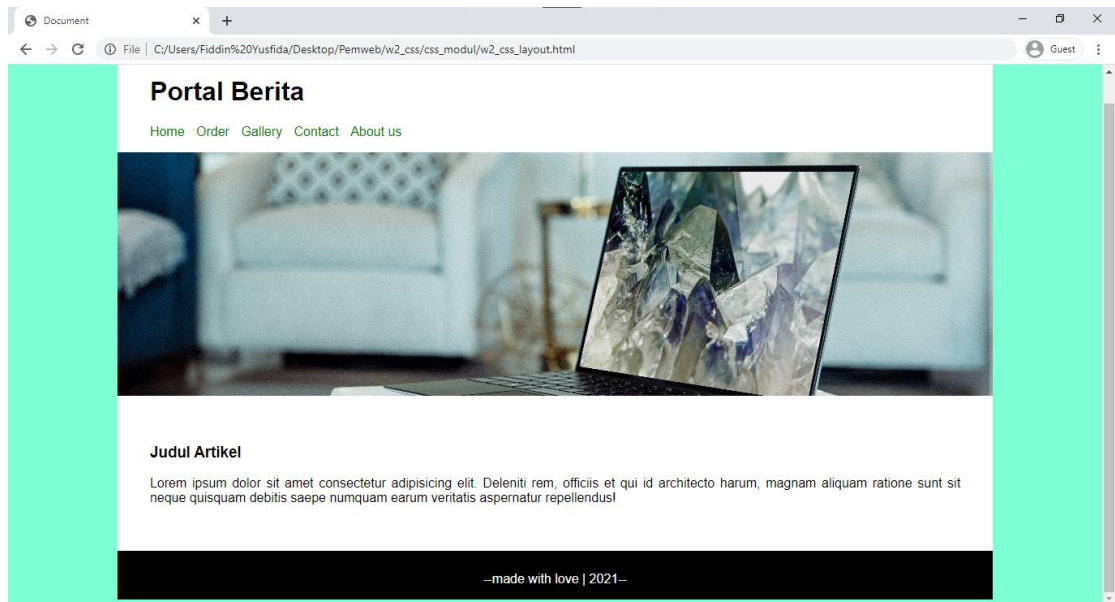 Document
File | C:/Users/Fiddin%20Yusfida/Desktop/Pemweb/w2_css/css_modul/w2_css_layout.html
Guest
Portal Berita
Home Order Gallery Contact About us
Judul Artikel
Lorem ipsum dolor sit amet consectetur adipisicing elit. Deleniti rem, officiis et qui id architecto harum, magnam aliquam ratione sunt sit
neque quisquam debitis saepe numquam earum veritatis aspernatur repellendus!
--made with love | 2021--